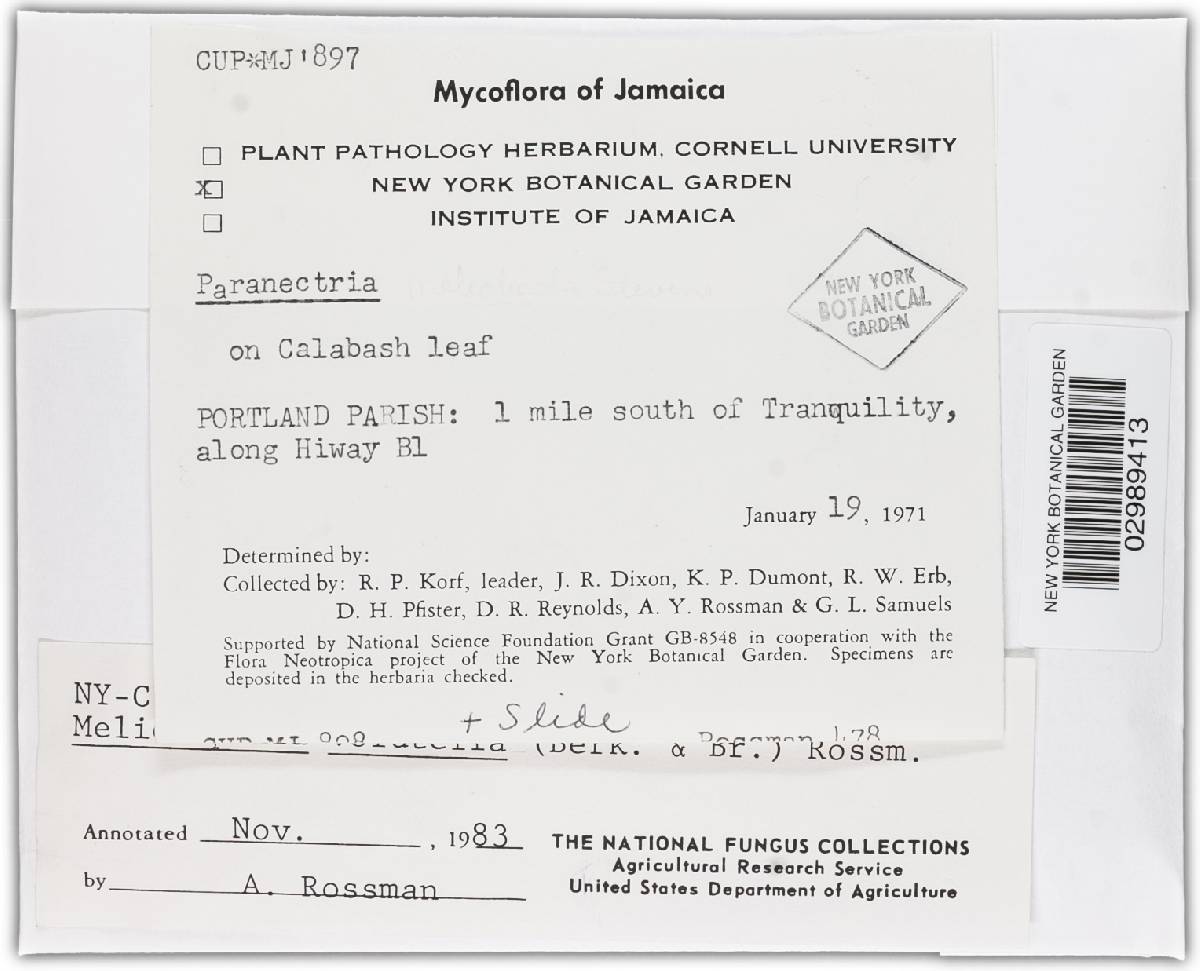 CUP*MJ 897
Mycoflora of Jamaica
PLANT PATHOLOGY HERBARIUM, CORNELL UNIVERSITY
X NEW YORK BOTANICAL GARDEN
INSTITUTE OF JAMAICA
Paranectria
NEW YORK
BOTANICAL
GARDEN
on Calabash leaf
PORTLAND PARISH: 1 mile south of Tranquility,
along Hiway B1
January 19, 1971
Determined by:
Collected by: R. P. Korf, leader, J. R. Dixon, K. P. Dumont, R. W. Erb,
D. H. Pfister, D. R. Reynolds, A. Y. Rossman & G. L. Samuels
Supported by National Science Foundation Grant GB-8548 in cooperation with the
Flora Neotropica project of the New York Botanical Garden. Specimens are
deposited in the herbaria checked.
+ Slide
NY-C
Meli
(Berk. & Br.) Rossm.
Annotated Nov. , 1983
by A. Rossman
THE NATIONAL FUNGUS COLLECTIONS
Agricultural Research Service
United States Department of Agriculture
NEW YORK BOTANICAL GARDEN
02989413